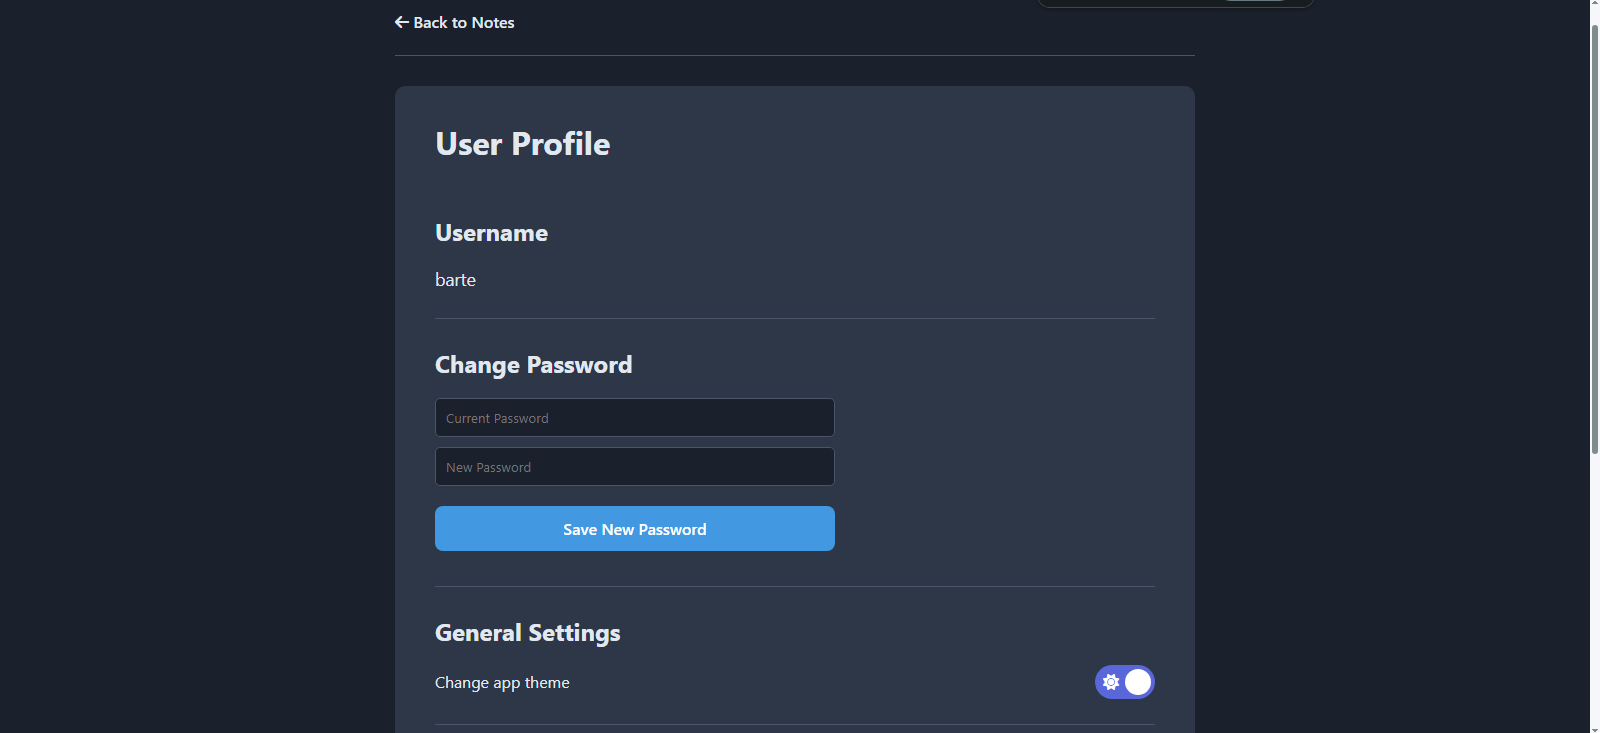 Back to Notes
User Profile
Username
barte
Change Password
Current Password
New Password
Save New Password
General Settings
Change app theme